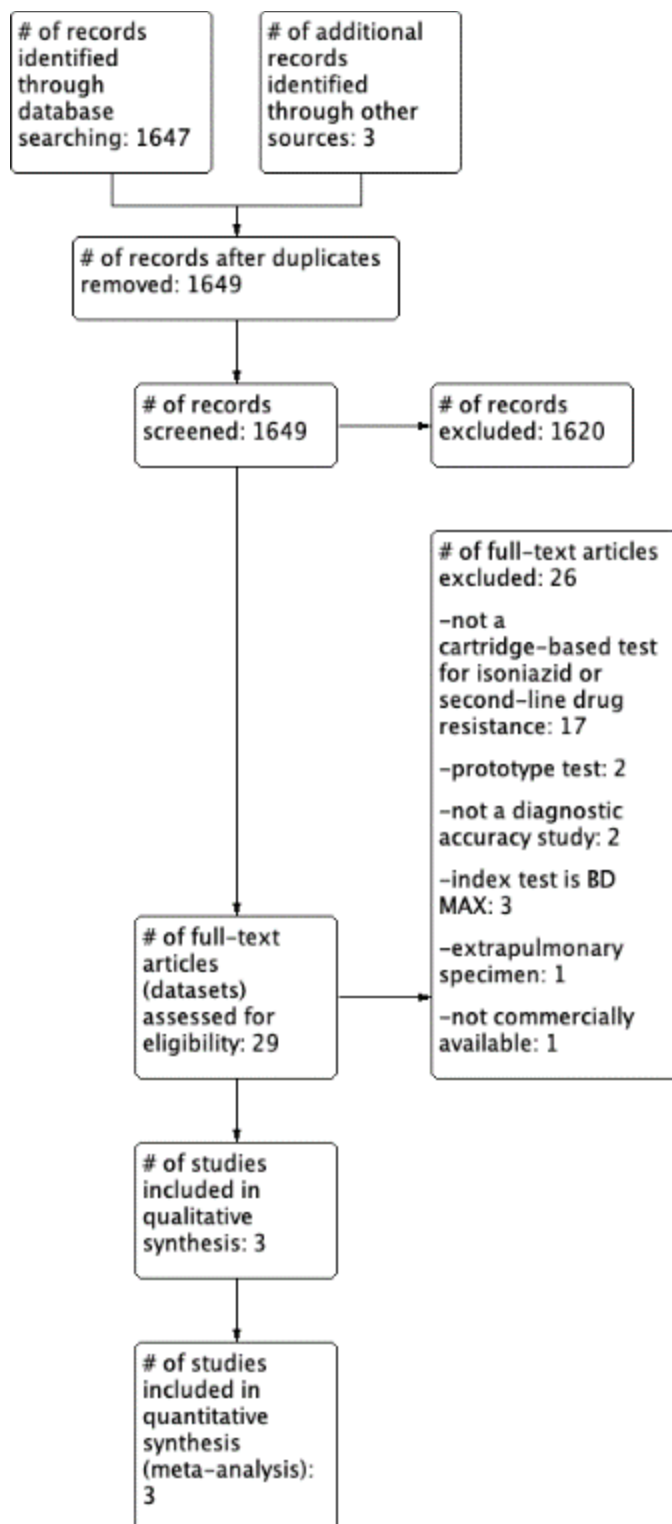 # of records
identified
through
database
searching: 1647
# of additional
records
identified
through other
sources: 3
# of records after duplicates
removed: 1649
# of records
screened: 1649
# of records
excluded: 1620
# of full-text articles
excluded: 26
-not a
cartridge-based test
for isoniazid or
second-line drug
resistance: 17
-prototype test: 2
-not a diagnostic
accuracy study: 2
-index test is BD
MAX: 3
-extrapulmonary
specimen: 1
-not commercially
available: 1
# of full-text
articles
(datasets)
assessed for
eligibility: 29
# of studies
included in
qualitative
synthesis: 3
# of studies
included in
quantitative
synthesis
(meta-analysis):
3